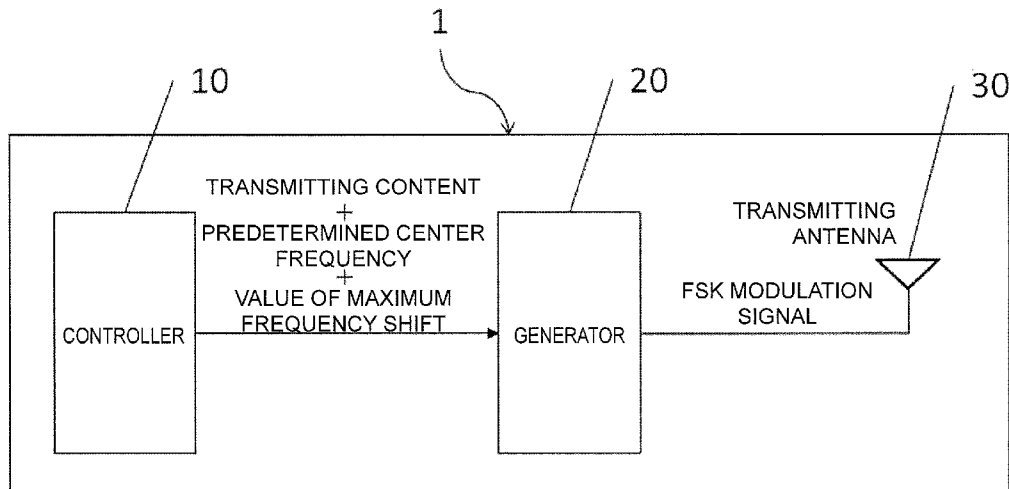 1
10
20
30
TRANSMITTING CONTENT
+
PREDETERMINED CENTER
FREQUENCY
+
VALUE OF MAXIMUM
FREQUENCY SHIFT
CONTROLLER
GENERATOR
TRANSMITTING
ANTENNA
FSK MODULATION
SIGNAL